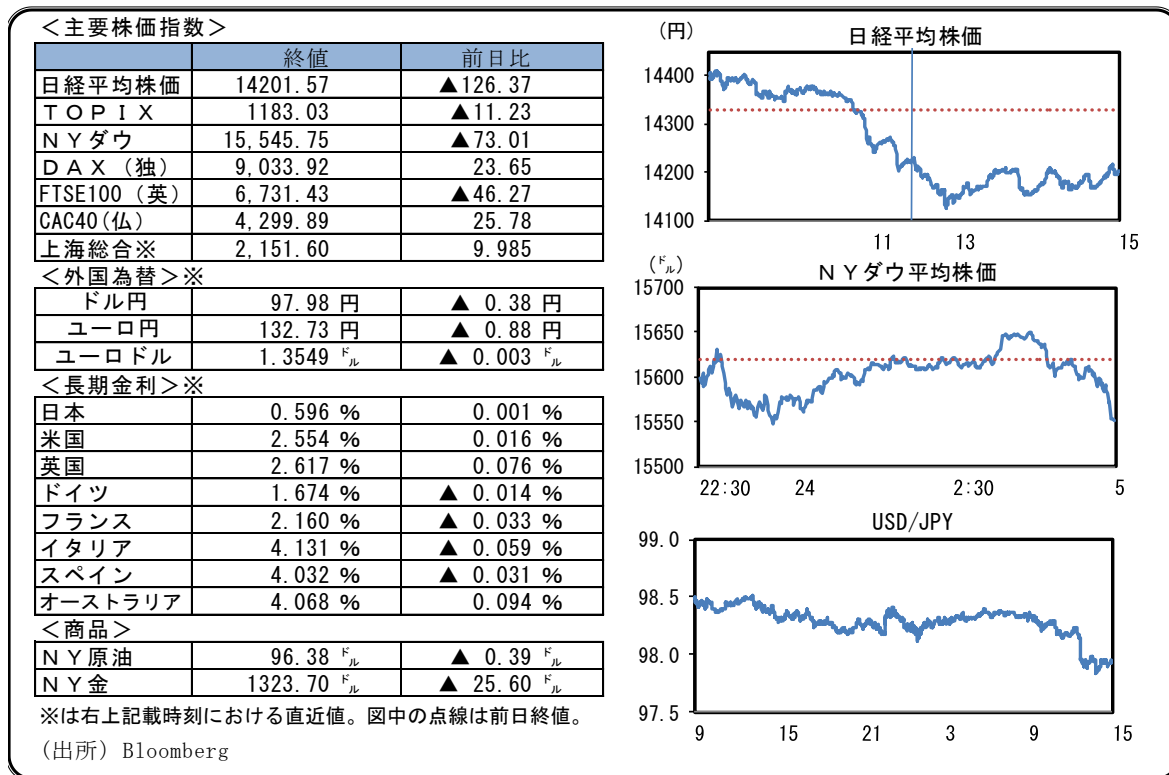 ＜主要株価指数＞
終値 前日比
日経平均株価 14201.57 ▲126.37
ＴＯＰＩＸ 1183.03 ▲11.23
ＮＹダウ 15,545.75 ▲73.01
ＤＡＸ（独） 9,033.92 23.65
FTSE100（英） 6,731.43 ▲46.27
CAC40(仏) 4,299.89 25.78
上海総合※ 2,151.60 9.985
＜外国為替＞※
ドル円 97.98 円 ▲ 0.38 円
ユーロ円 132.73 円 ▲ 0.88 円
ユーロドル 1.3549 ㌦ ▲ 0.003 ㌦
＜長期金利＞※
日本 0.596 % 0.001 %
米国 2.554 % 0.016 %
英国 2.617 % 0.076 %
ドイツ 1.674 % ▲ 0.014 %
フランス 2.160 % ▲ 0.033 %
イタリア 4.131 % ▲ 0.059 %
スペイン 4.032 % ▲ 0.031 %
オーストラリア 4.068 % 0.094 %
＜商品＞
ＮＹ原油 96.38 ㌦ ▲ 0.39 ㌦
ＮＹ金 1323.70 ㌦ ▲ 25.60 ㌦
※は右上記載時刻における直近値。図中の点線は前日終値。
(出所) Bloomberg
(円) 日経平均株価
14400
14300
14200
14100
11 13 15
(㌦) ＮＹダウ平均株価
15700
15650
15600
15550
15500
22:30 24 2:30 5
USD/JPY
99.0
98.5
98.0
97.5
9 15 21 3 9 15